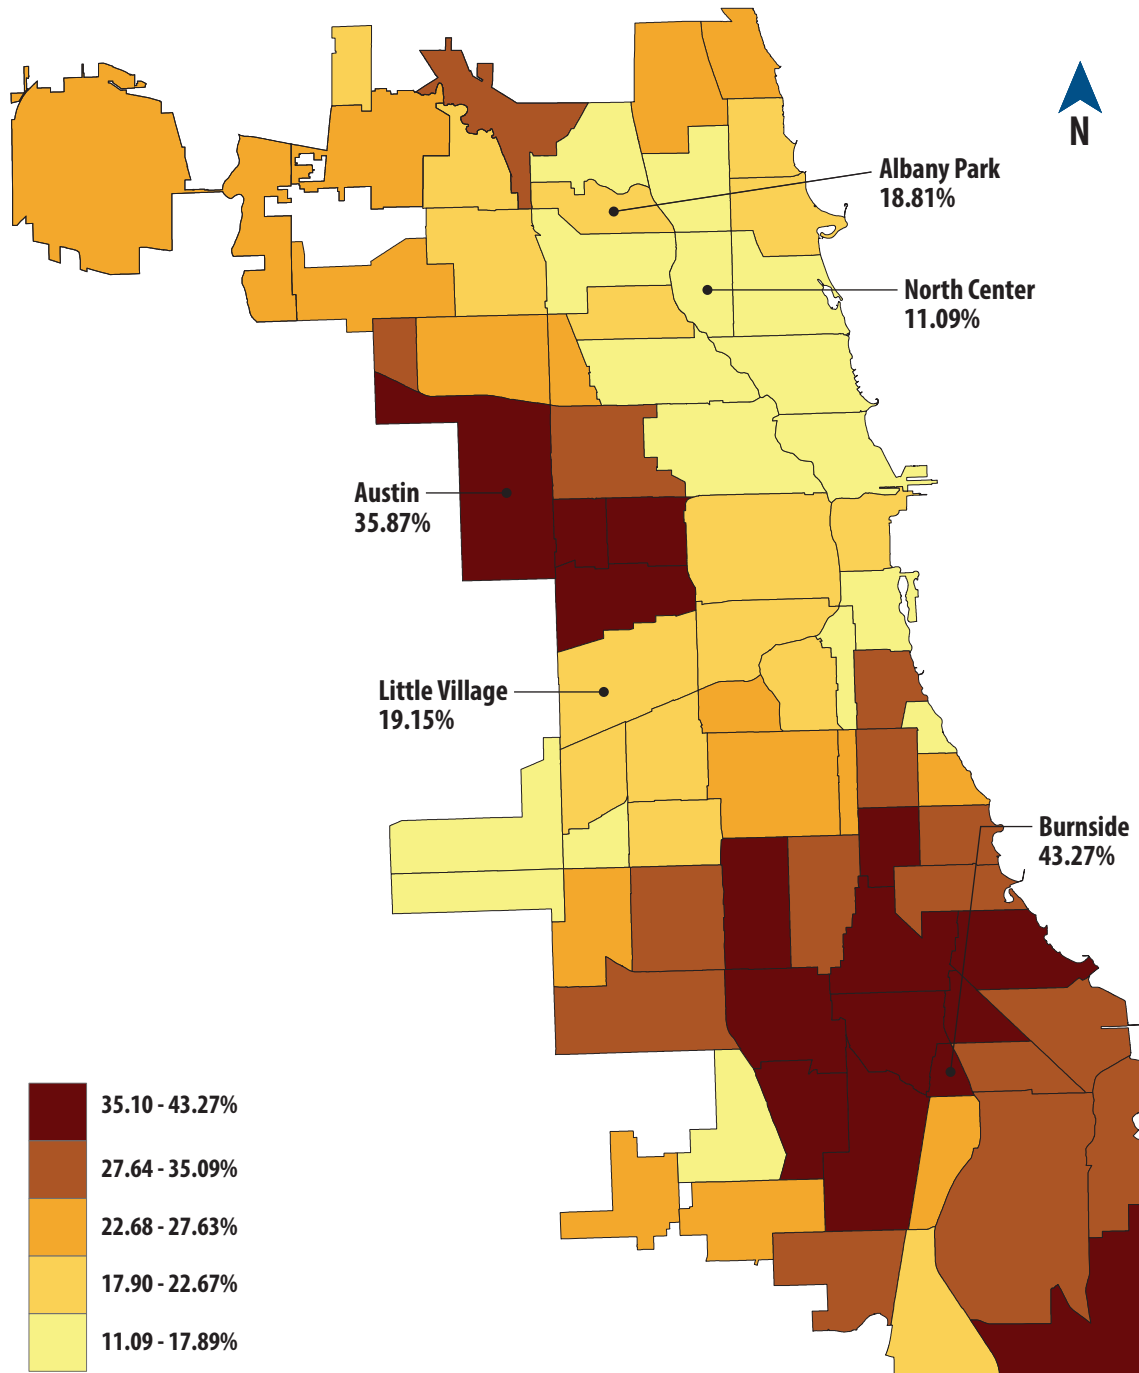 N
Albany Park
18.81%
North Center
11.09%
Austin
35.87%
Little Village
19.15%
Burnside
43.27%
35.10 - 43.27%
27.64 - 35.09%
22.68 - 27.63%
17.90 - 22.67%
11.09 - 17.89%